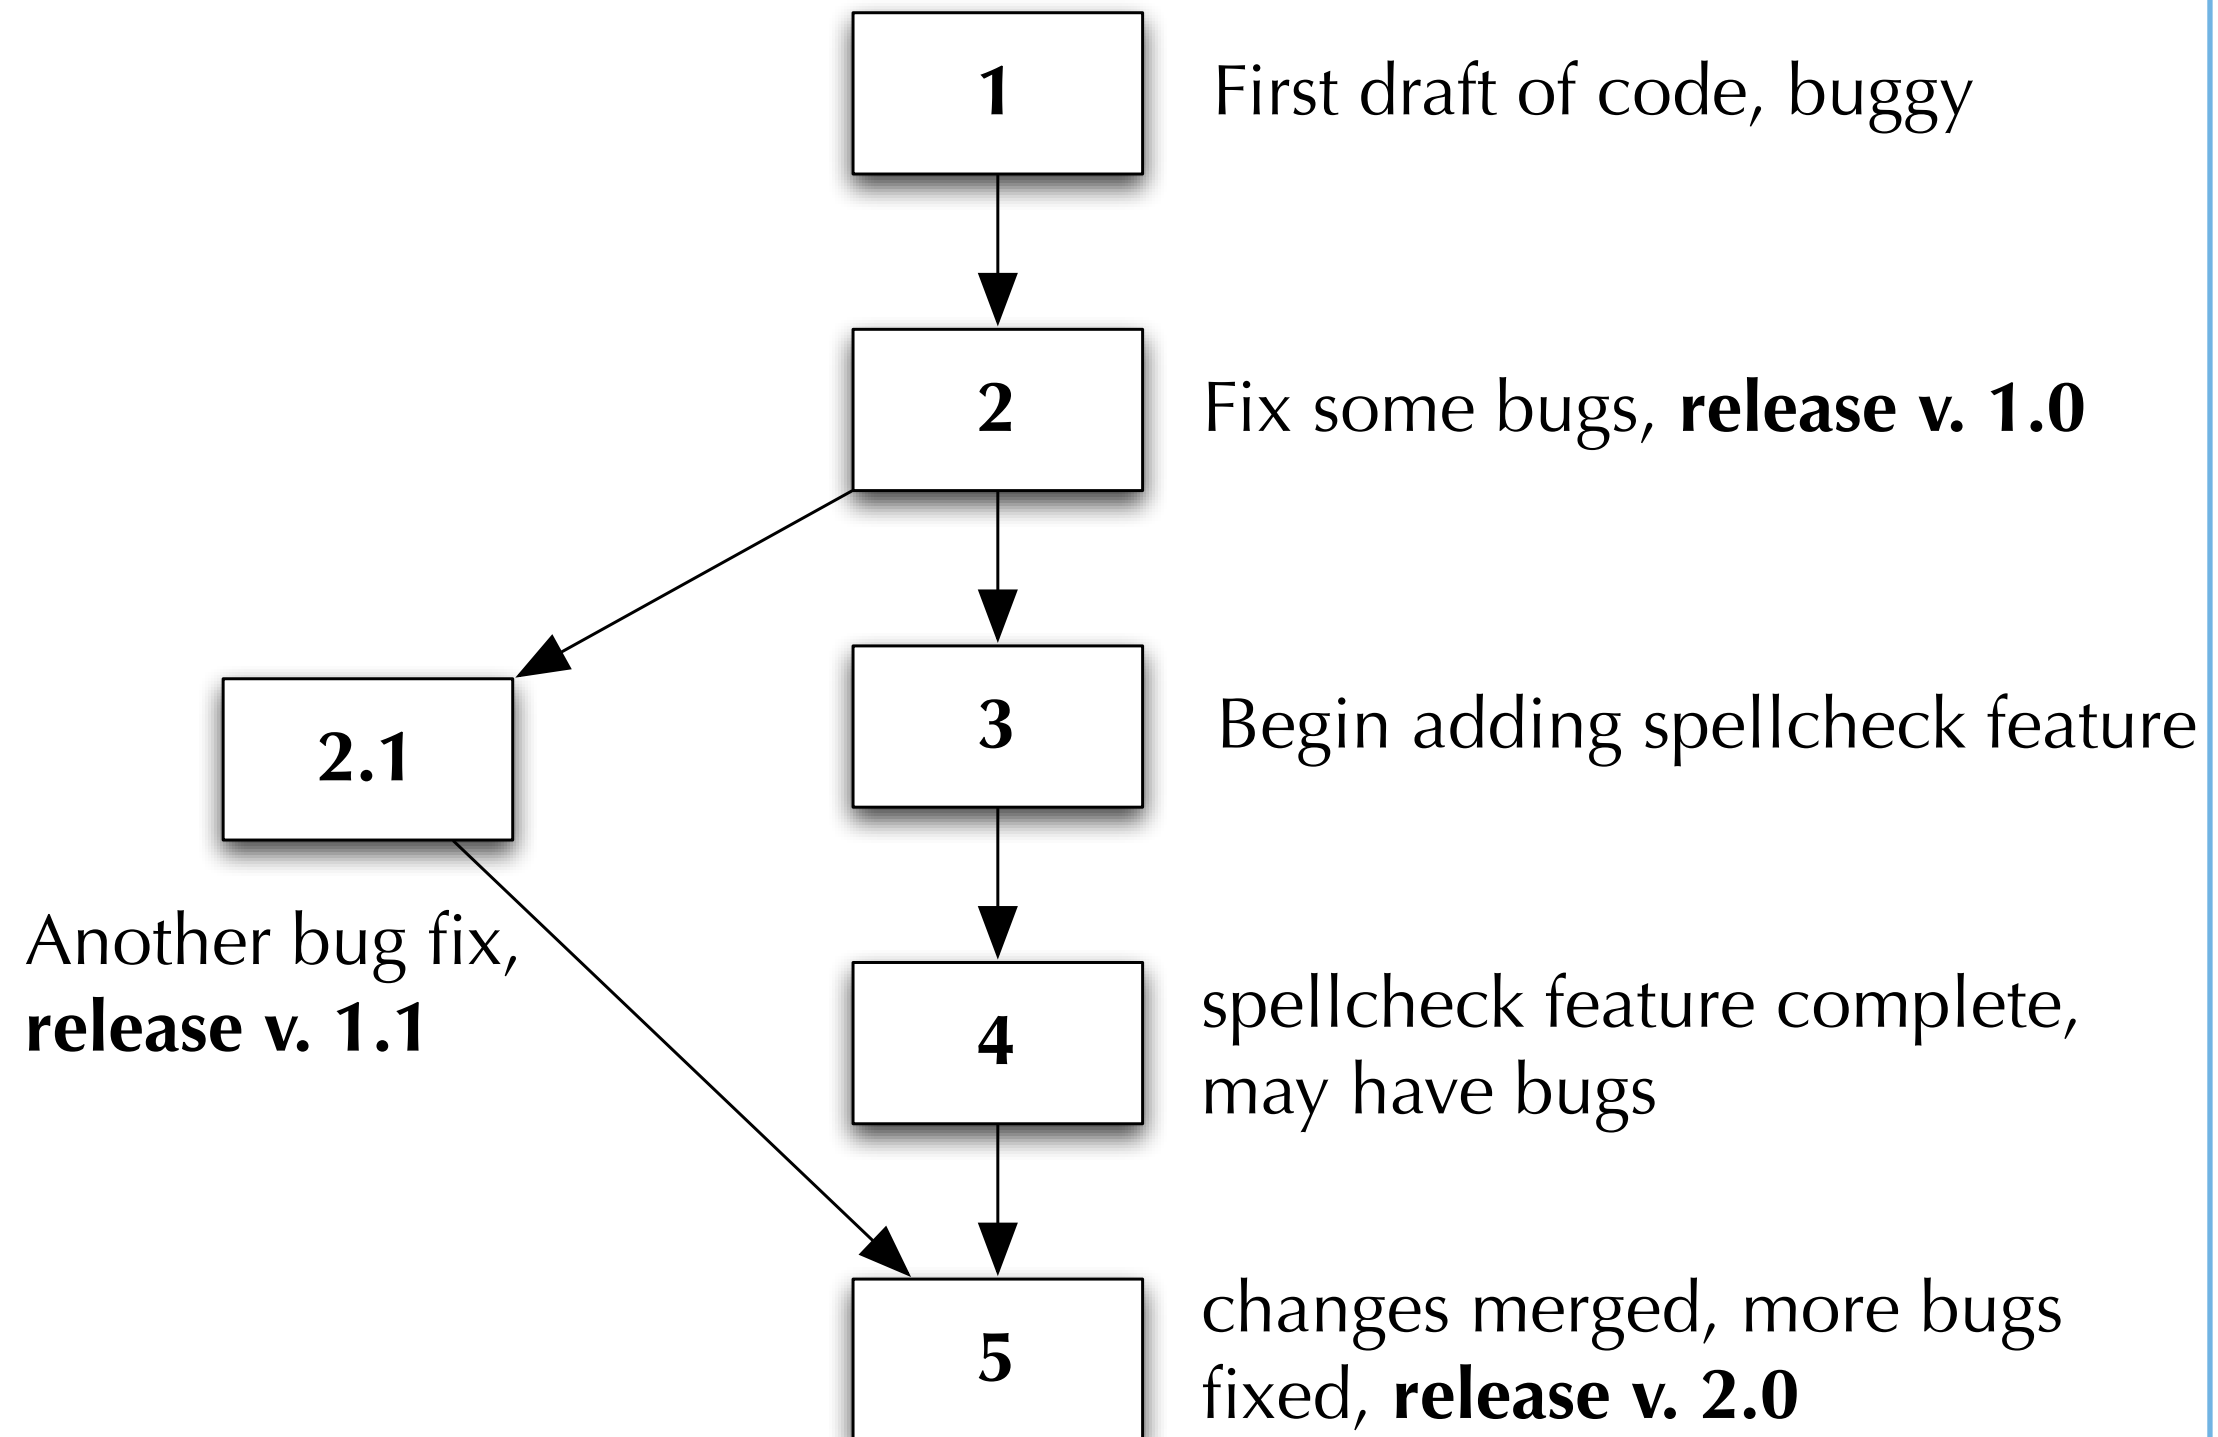 1
First draft of code, buggy
2
Fix some bugs, release v. 1.0
3
Begin adding spellcheck feature
2.1
Another bug fix,
release v. 1.1
4
spellcheck feature complete,
may have bugs
5
changes merged, more bugs
fixed, release v. 2.0